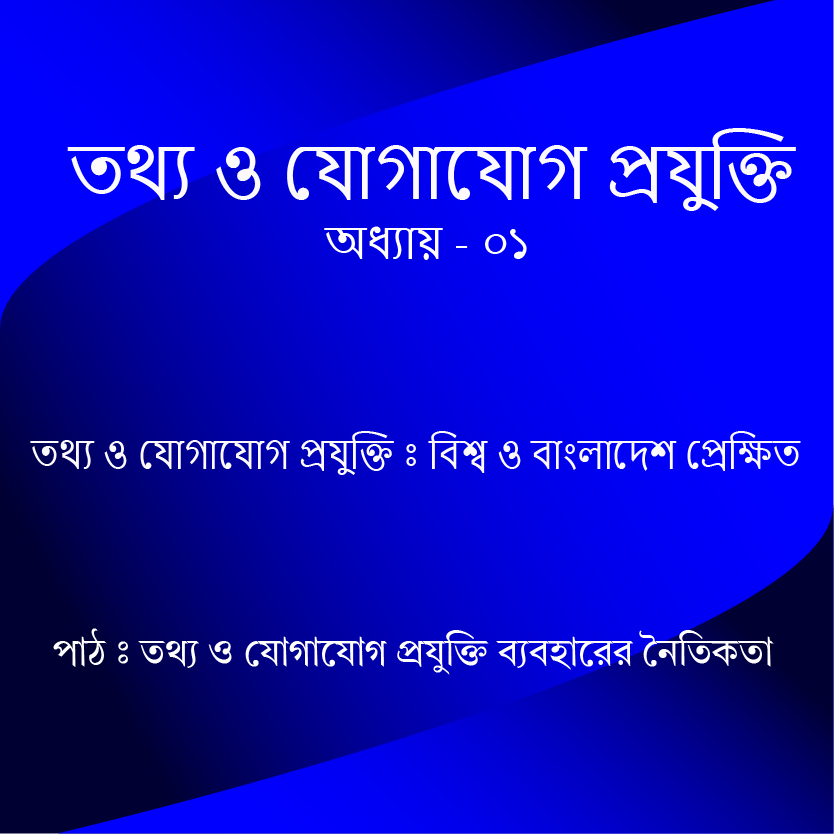 তথ্য ও যোগাযোগ প্রযুক্তি
অধ্যায় - ০১
তথ্য ও যোগাযোগ প্রযুক্তি ঃ বিশ্ব ও বাংলাদেশ প্রেক্ষিত
পাঠ ঃ তথ্য ও যোগাযোগ প্রযুক্তি ব্যবহারের নৈতিকতা